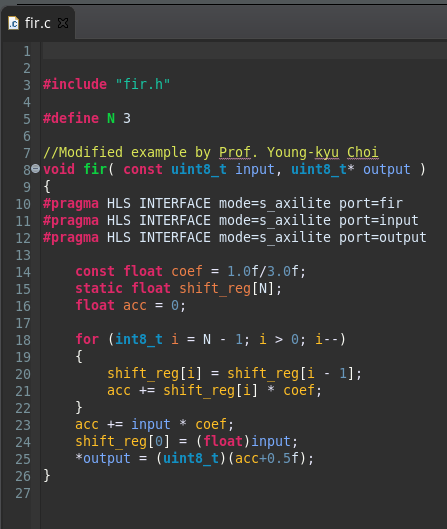 fir.c
1
2
3 #include "fir.h"
4
5 #define N 3
6
7 //Modified example by Prof. Young-kyu Choi
8 void fir( const uint8_t input, uint8_t* output )
9 {
10 #pragma HLS INTERFACE mode=s_axilite port=fir
11 #pragma HLS INTERFACE mode=s_axilite port=input
12 #pragma HLS INTERFACE mode=s_axilite port=output
13
14     const float coef = 1.0f/3.0f;
15     static float shift_reg[N];
16     float acc = 0;
17
18     for (int8_t i = N - 1; i > 0; i--)
19     {
20         shift_reg[i] = shift_reg[i - 1];
21         acc += shift_reg[i] * coef;
22     }
23     acc += input * coef;
24     shift_reg[0] = (float)input;
25     *output = (uint8_t)(acc+0.5f);
26 }
27